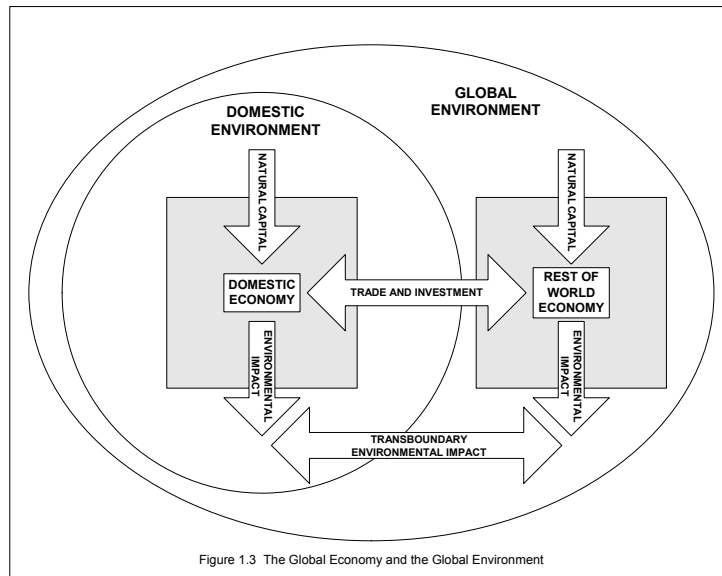 DOMESTIC
ENVIRONMENT
GLOBAL
ENVIRONMENT
NATURAL CAPITAL
NATURAL CAPITAL
DOMESTIC
ECONOMY
TRADE AND INVESTMENT
REST OF
WORLD
ECONOMY
ENVIRONMENTAL
IMPACT
ENVIRONMENTAL
IMPACT
TRANSBOUNDARY
ENVIRONMENTAL IMPACT
Figure 1.3 The Global Economy and the Global Environment